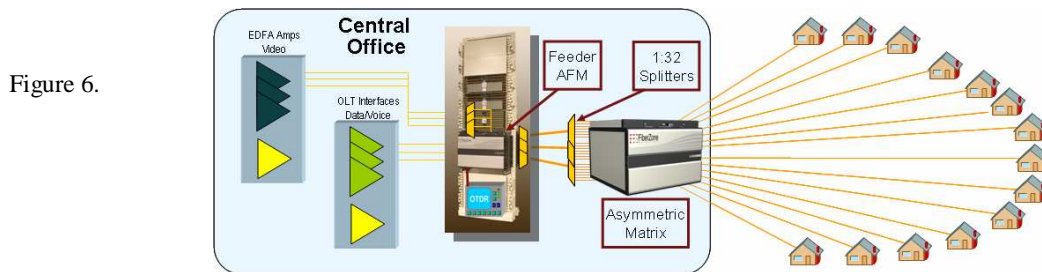 Figure 6.
Central
Office
EDFA Amps
Video
OLT Interfaces
Data/Voice
Feeder
AFM
1:32
Splitters
FiberZone
OTDR
Asymmetric
Matrix